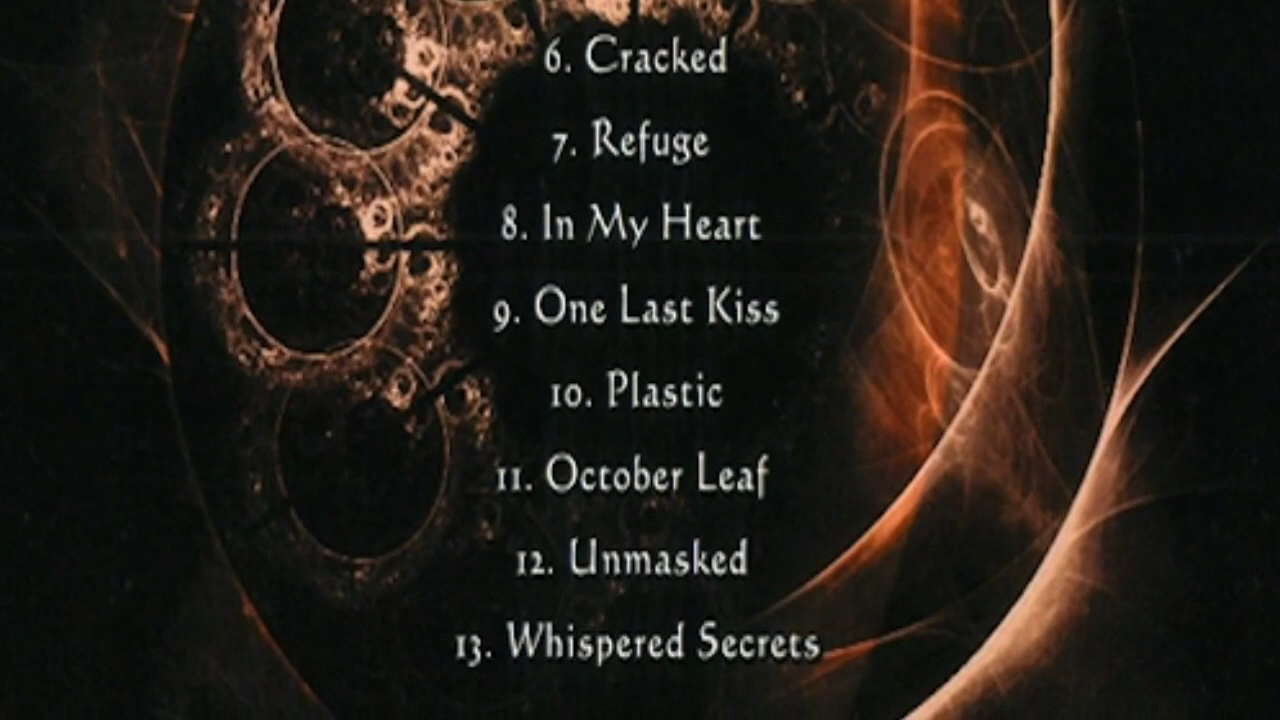 6. Cracked
7. Refuge
8. In My Heart
9. One Last Kiss
10. Plastic
11. October Leaf
12. Unmasked
13. Whispered Secrets